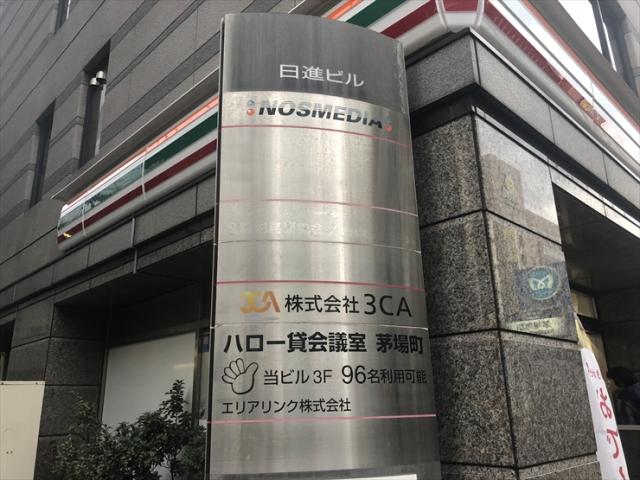 日進ビル
NOSMEDIA
3CA 株式会社3CA
ハロー貸会議室 茅場町
当ビル3F 96名利用可能
エリアリンク株式会社